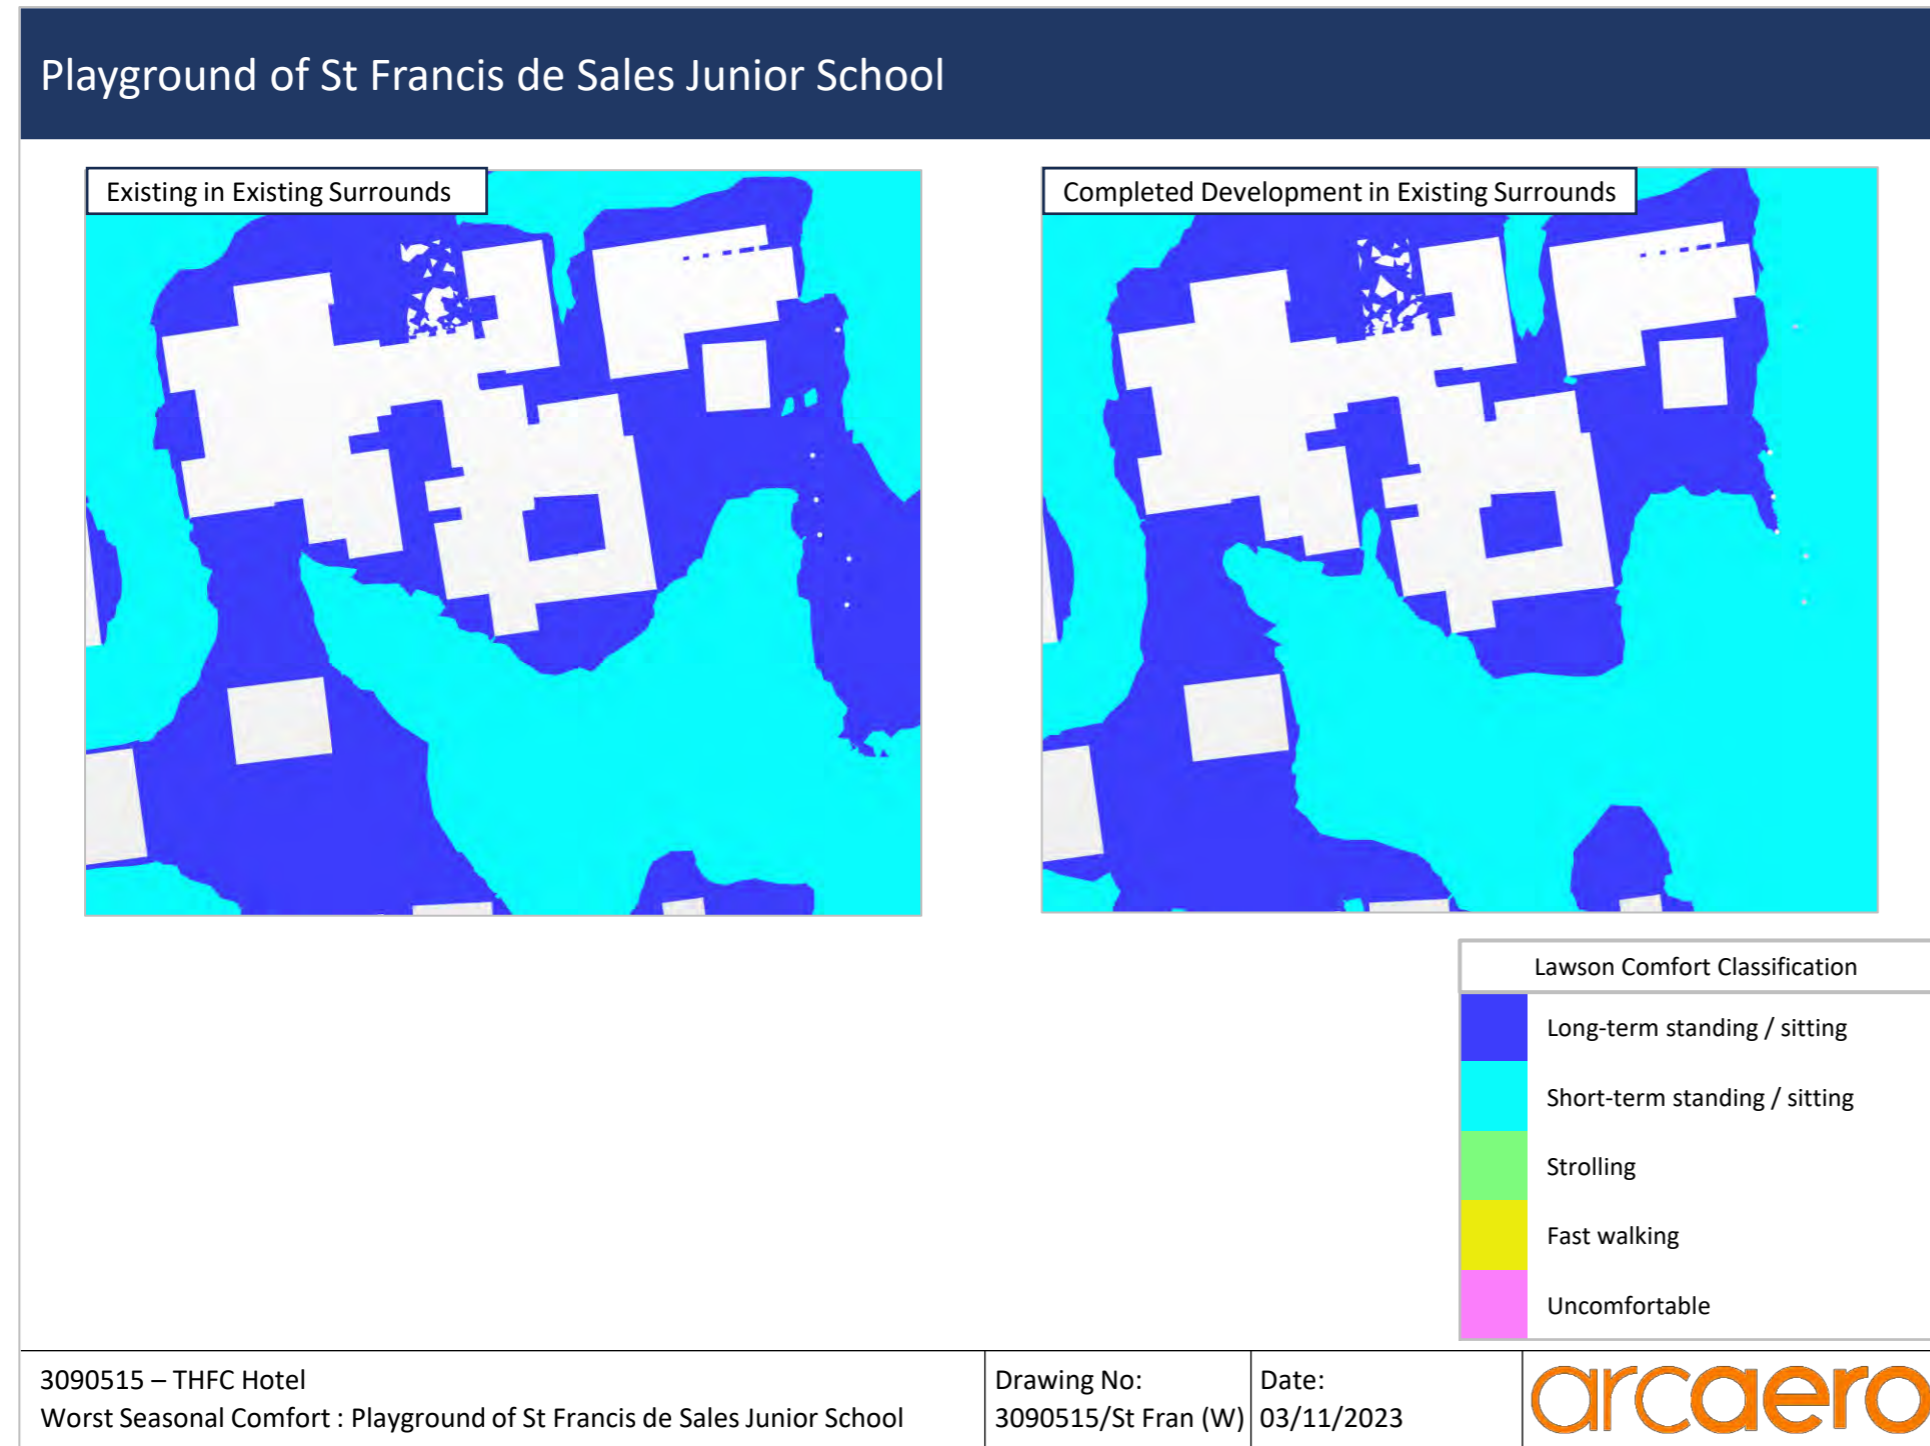 Playground of St Francis de Sales Junior School
Existing in Existing Surrounds
Completed Development in Existing Surrounds
Lawson Comfort Classification
Long-term standing / sitting
Short-term standing / sitting
Strolling
Fast walking
Uncomfortable
3090515 – THFC Hotel
Worst Seasonal Comfort : Playground of St Francis de Sales Junior School
Drawing No:
3090515/St Fran (W)
Date:
03/11/2023
arcaero